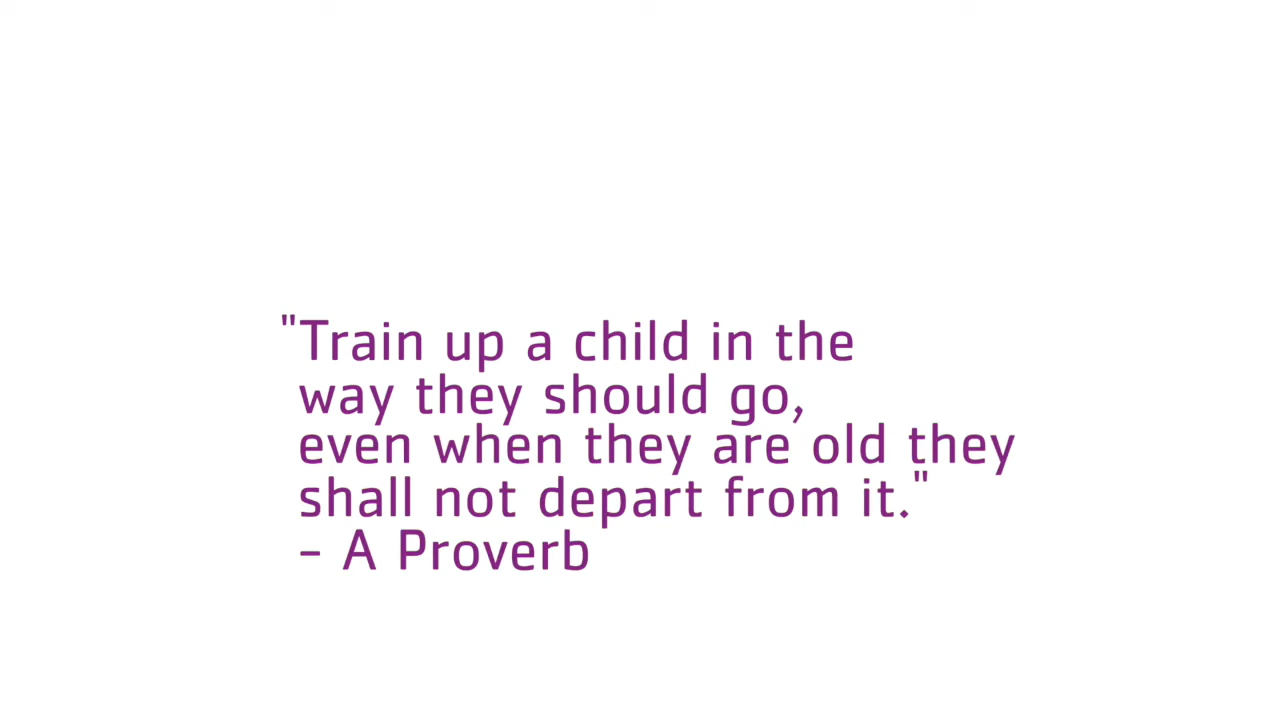 "Train up a child in the
way they should go,
even when they are old they
shall not depart from it."
– A Proverb